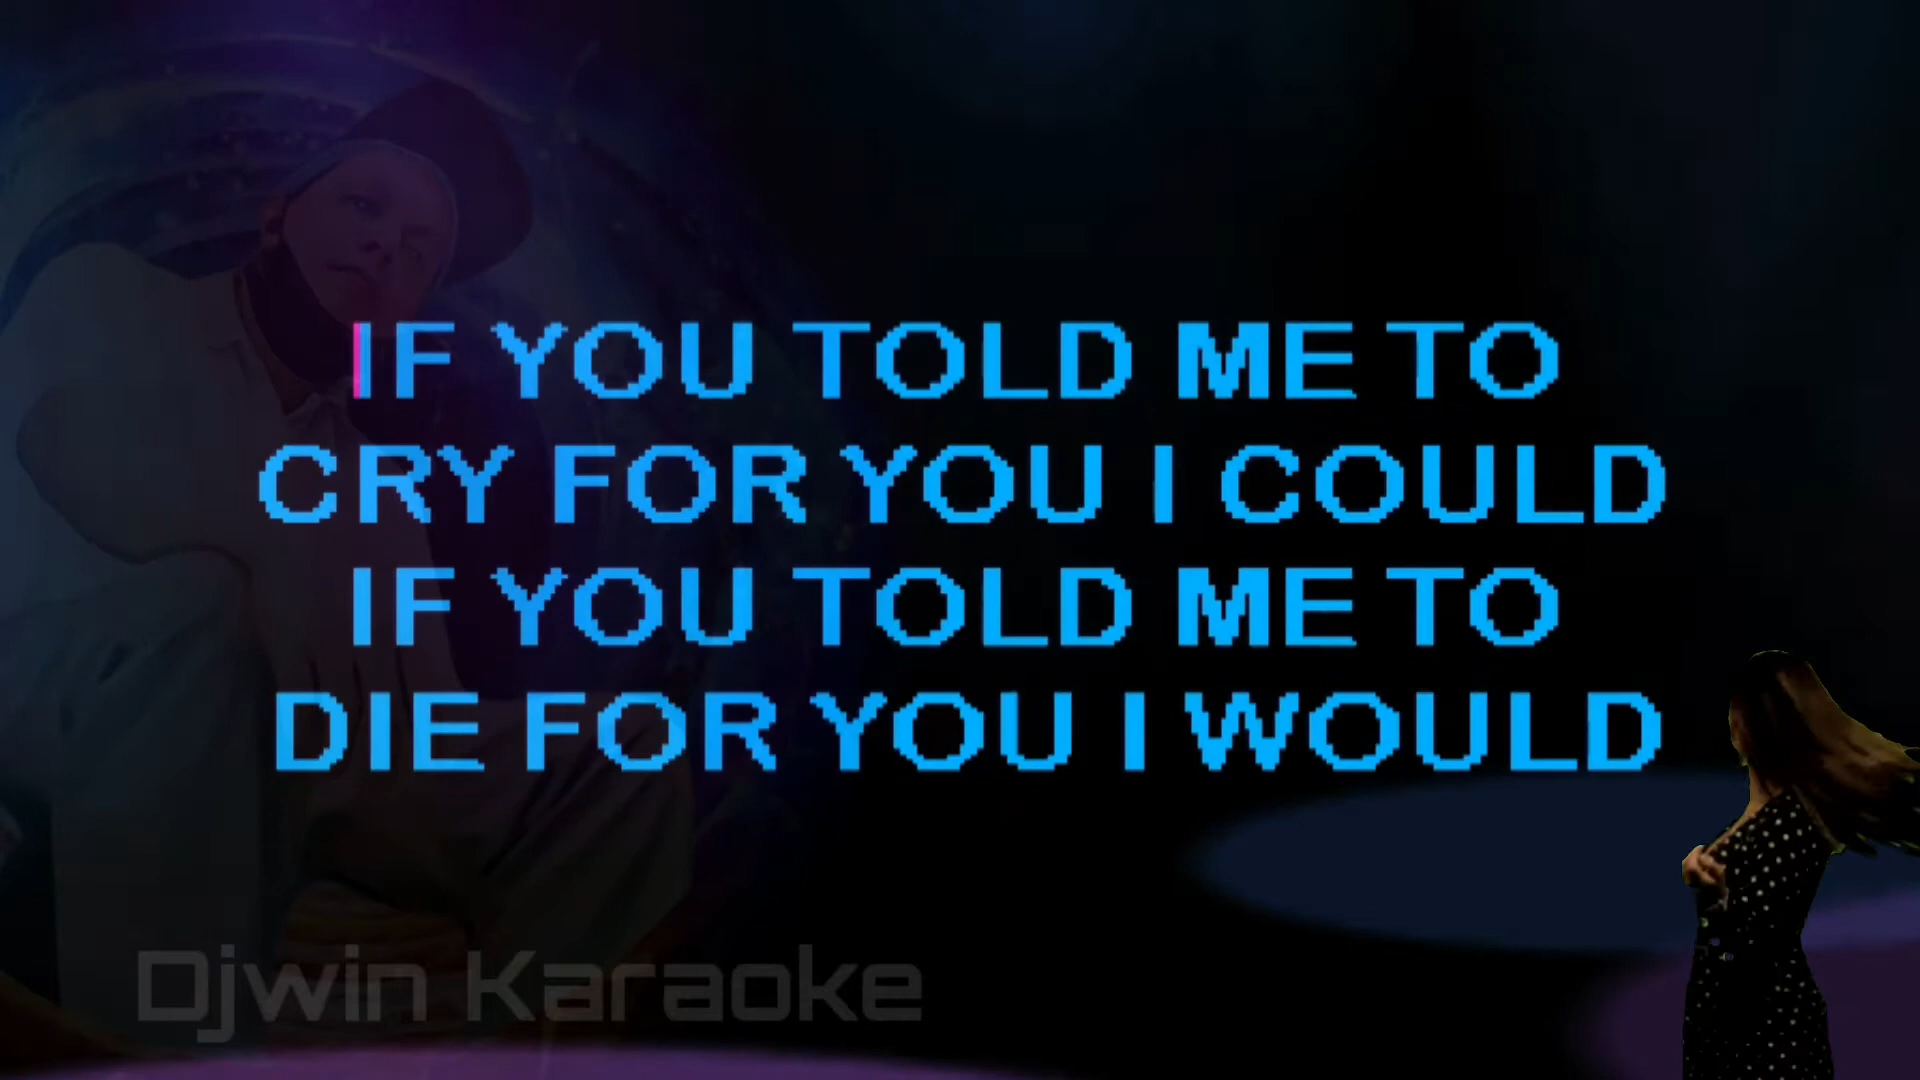 IF YOU TOLD ME TO
CRY FOR YOU I COULD
IF YOU TOLD ME TO
DIE FOR YOU I WOULD
Djwin Karaoke